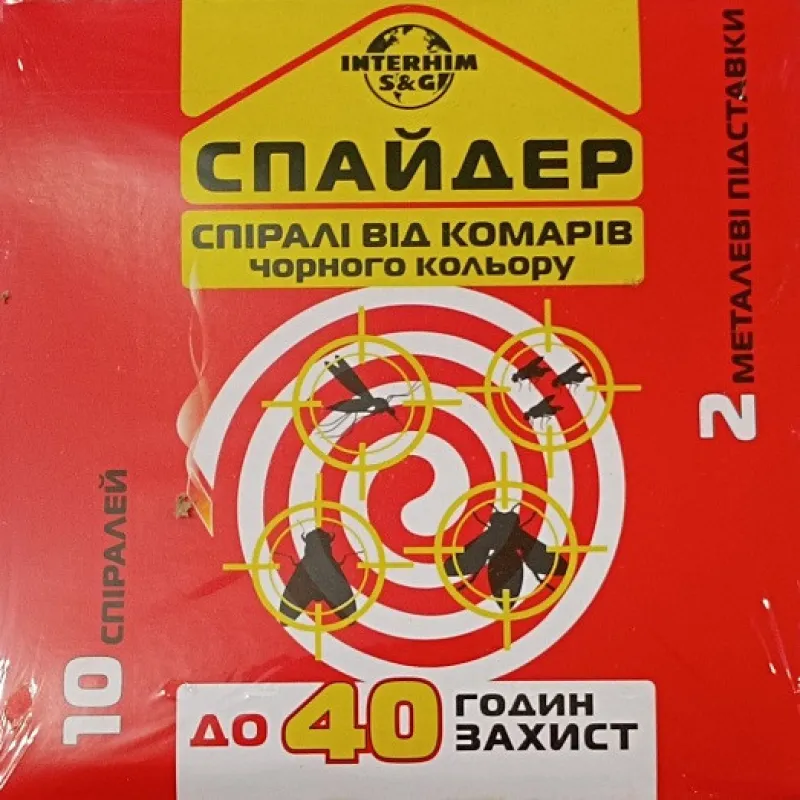 INTERHIM
S&G
СПАЙДЕР
СПІРАЛІ ВІД КОМАРІВ
ЧОРНОГО КОЛЬОРУ
2 МЕТАЛЕВІ ПІДСТАВКИ
10 СПІРАЛЕЙ
ДО 40 ГОДИН
ЗАХИСТ